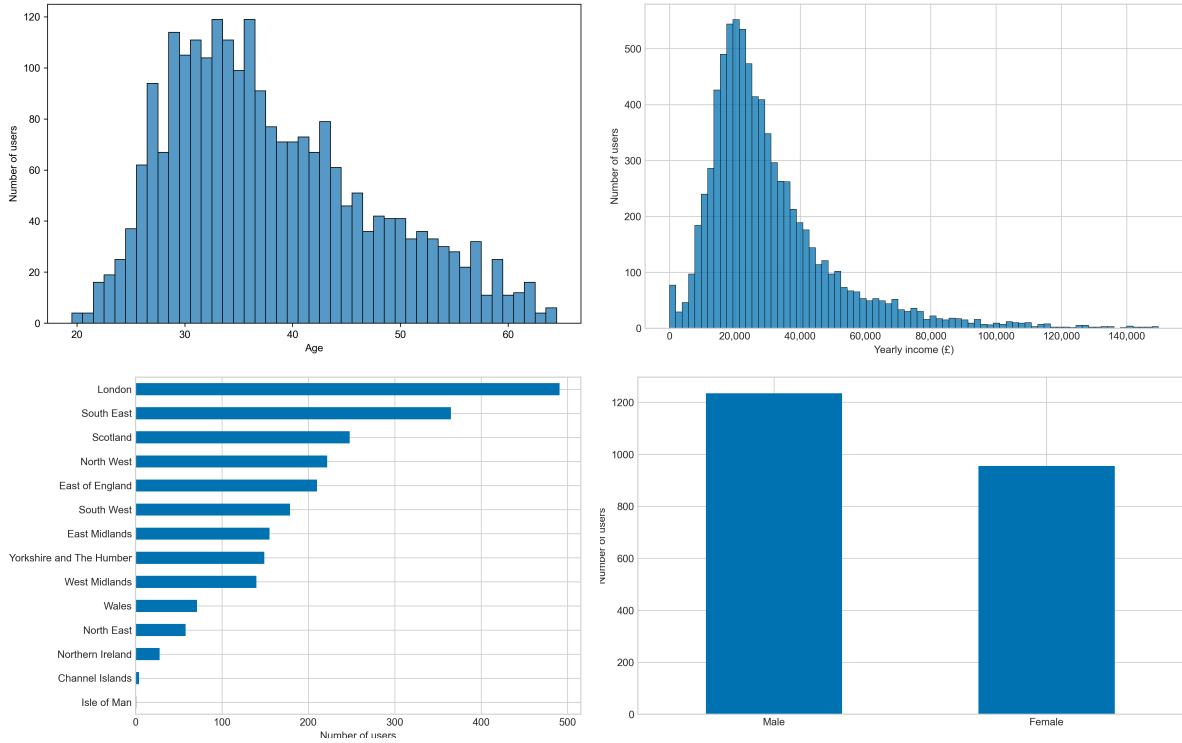 120
100
80
60
40
20
0
Number of users
20
30
40
50
60
Age
500
400
300
200
100
0
Number of users
0
20,000
40,000
60,000
80,000
100,000
120,000
140,000
Yearly income (£)
London
South East
Scotland
North West
East of England
South West
East Midlands
Yorkshire and The Humber
West Midlands
Wales
North East
Northern Ireland
Channel Islands
Isle of Man
0
100
200
300
400
500
Number of users
1200
1000
800
600
400
200
0
Number of users
Male
Female